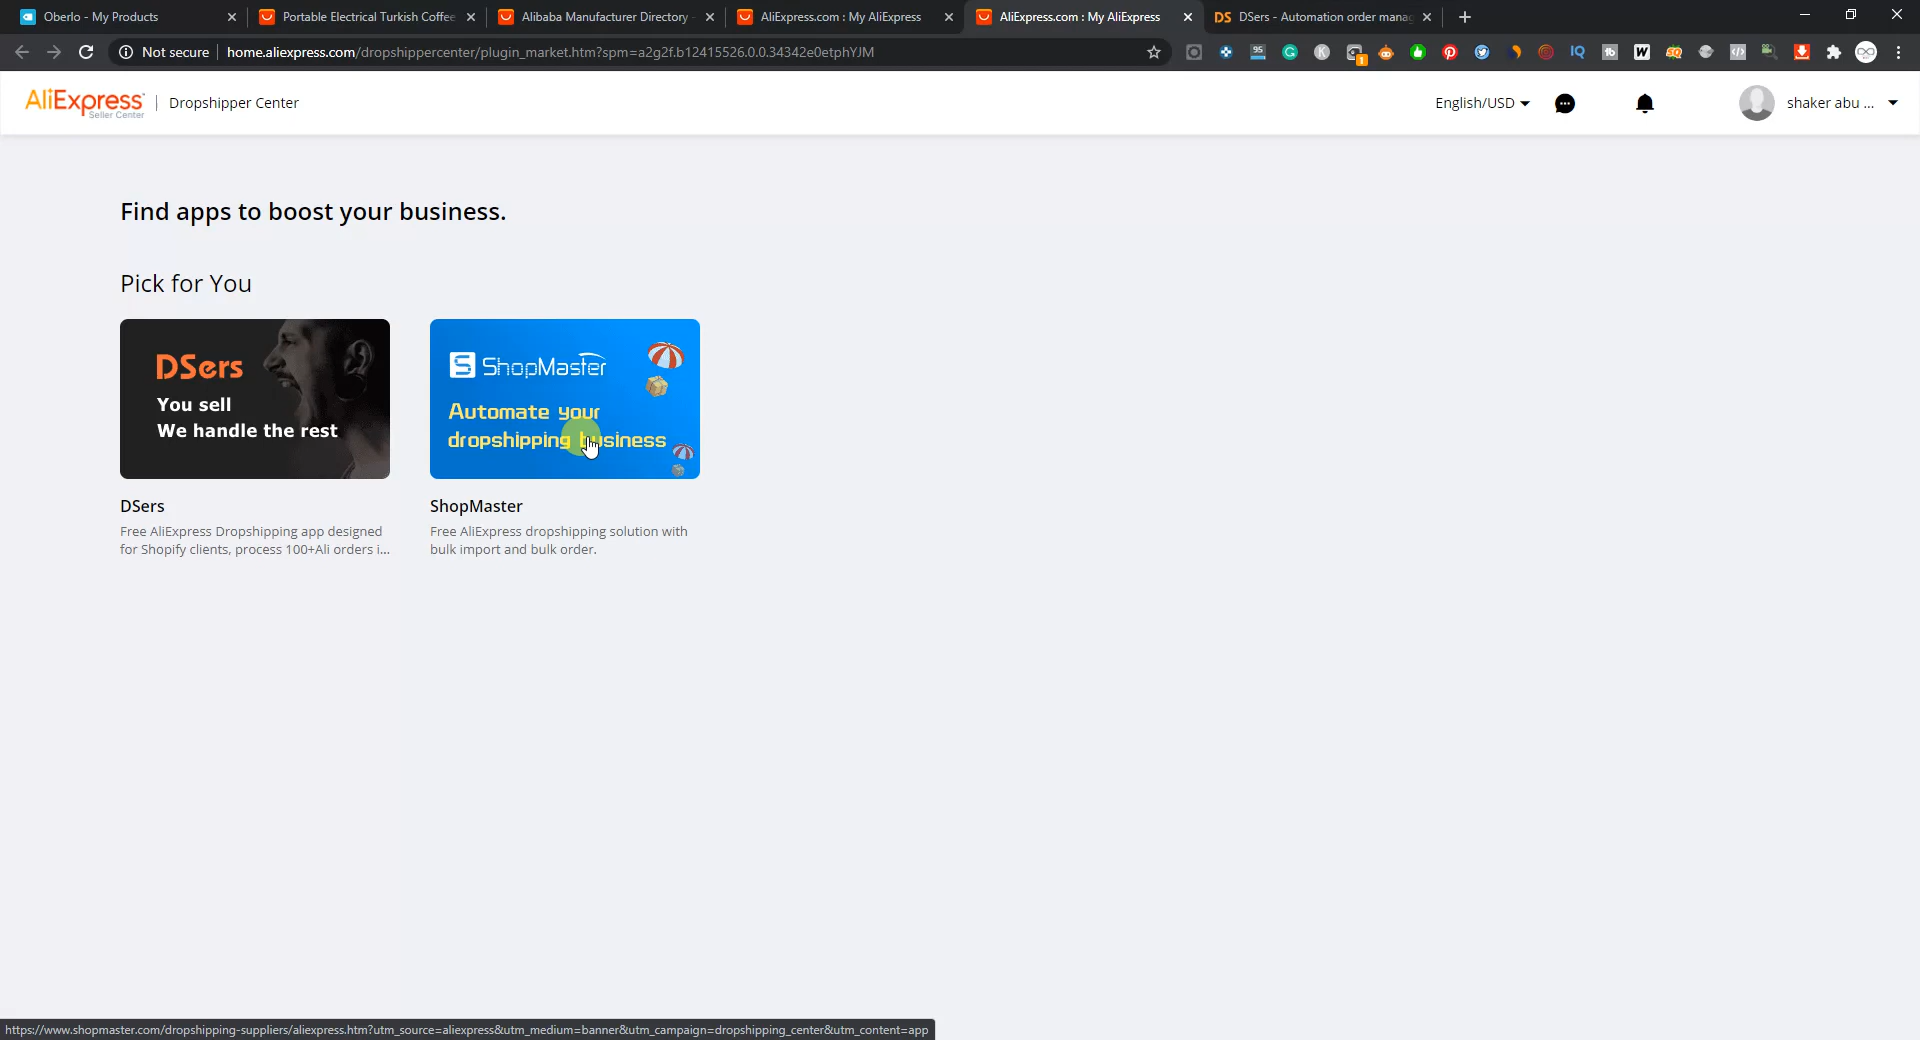 Oberlo - My Products
Portable Electrical Turkish Coffee
Alibaba Manufacturer Directory -
AliExpress.com : My AliExpress
AliExpress.com : My AliExpress
DS DSers - Automation order manag
Not secure
home.aliexpress.com/dropshippercenter/plugin_market.htm?spm=a2g2f.b12415526.0.0.34342e0etphYJM
AliExpress
Seller Center
Dropshipper Center
English/USD
shaker abu ...
Find apps to boost your business.
Pick for You
DSers
You sell
We handle the rest
S ShopMaster
Automate your
dropshipping business
DSers
Free AliExpress Dropshipping app designed
for Shopify clients, process 100+Ali orders i...
ShopMaster
Free AliExpress dropshipping solution with
bulk import and bulk order.
https://www.shopmaster.com/dropshipping-suppliers/aliexpress.htm?utm_source=aliexpress&utm_medium=banner&utm_campaign=dropshipping_center&utm_content=app